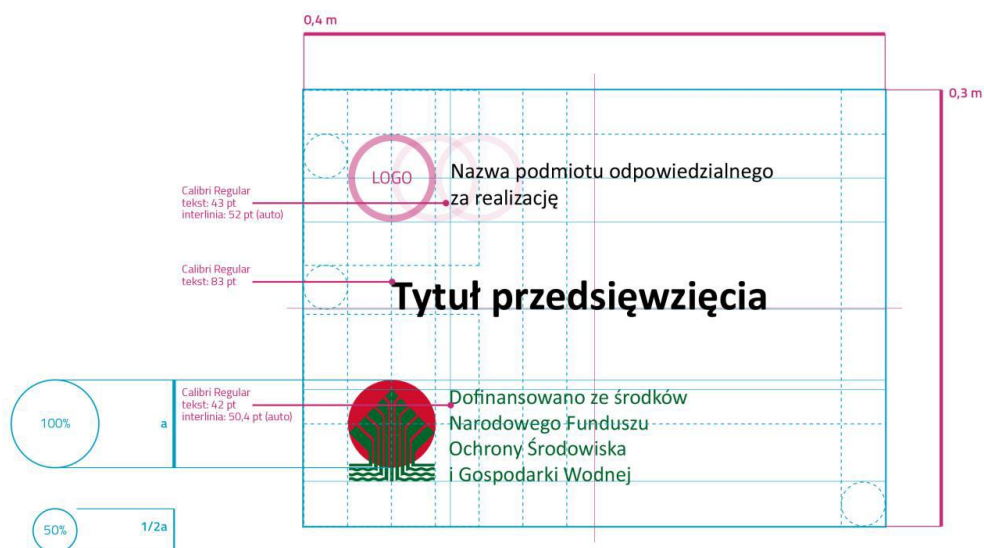 0,4 m
0,3 m
LOGO
Nazwa podmiotu odpowiedzialnego
za realizację
Calibri Regular
tekst: 43 pt
interlinia: 52 pt (auto)
Calibri Regular
tekst: 83 pt
Tytuł przedsięwzięcia
100%
a
Calibri Regular
tekst: 42 pt
interlinia: 50,4 pt (auto)
Dofinansowano ze środków
Narodowego Funduszu
Ochrony Środowiska
i Gospodarki Wodnej
50%
1/2a